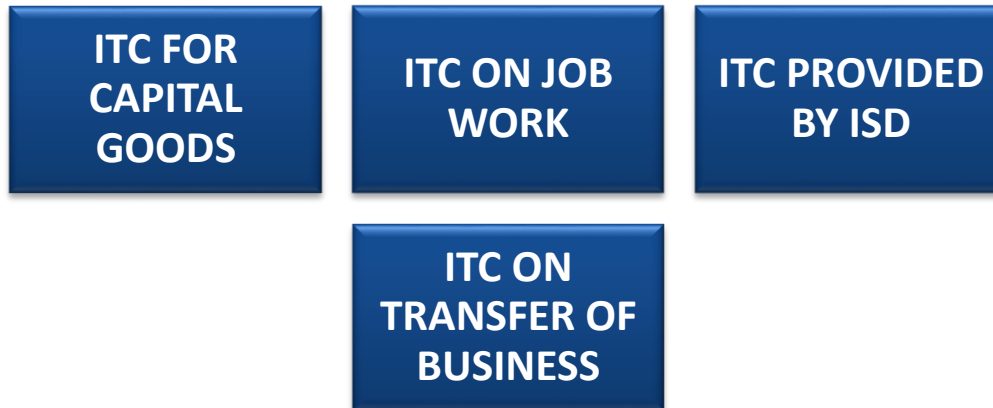 ITC FOR
CAPITAL
GOODS
ITC ON JOB
WORK
ITC PROVIDED
BY ISD
ITC ON
TRANSFER OF
BUSINESS